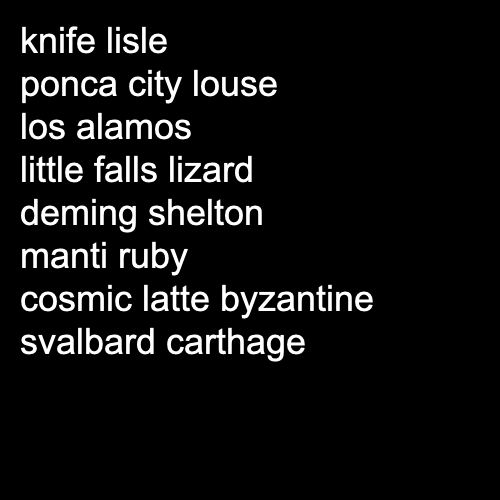 knife lisle
ponca city louse
los alamos
little falls lizard
deming shelton
manti ruby
cosmic latte byzantine
svalbard carthage